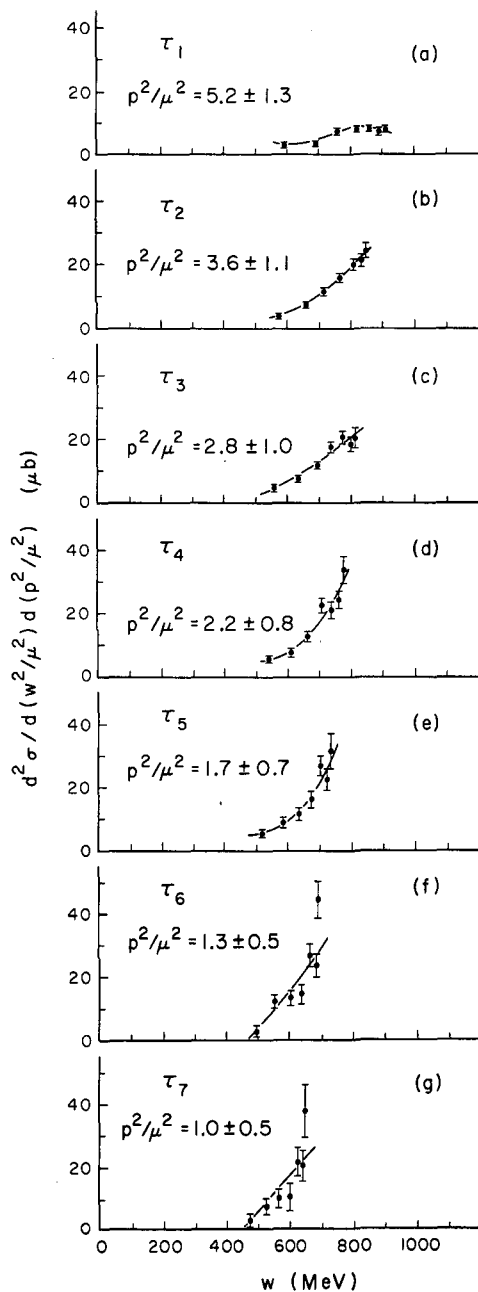 40
20
0
τ1
(a)
p²/μ² = 5.2 ± 1.3
40
20
0
τ2
(b)
p²/μ² = 3.6 ± 1.1
40
20
0
τ3
(c)
p²/μ² = 2.8 ± 1.0
40
20
0
τ4
(d)
p²/μ² = 2.2 ± 0.8
40
20
0
τ5
(e)
p²/μ² = 1.7 ± 0.7
40
20
0
τ6
(f)
p²/μ² = 1.3 ± 0.5
40
20
0
τ7
(g)
p²/μ² = 1.0 ± 0.5
0 200 400 600 800 1000
w (MeV)
d²σ/d(w²/μ²) d(p²/μ²) (μb)